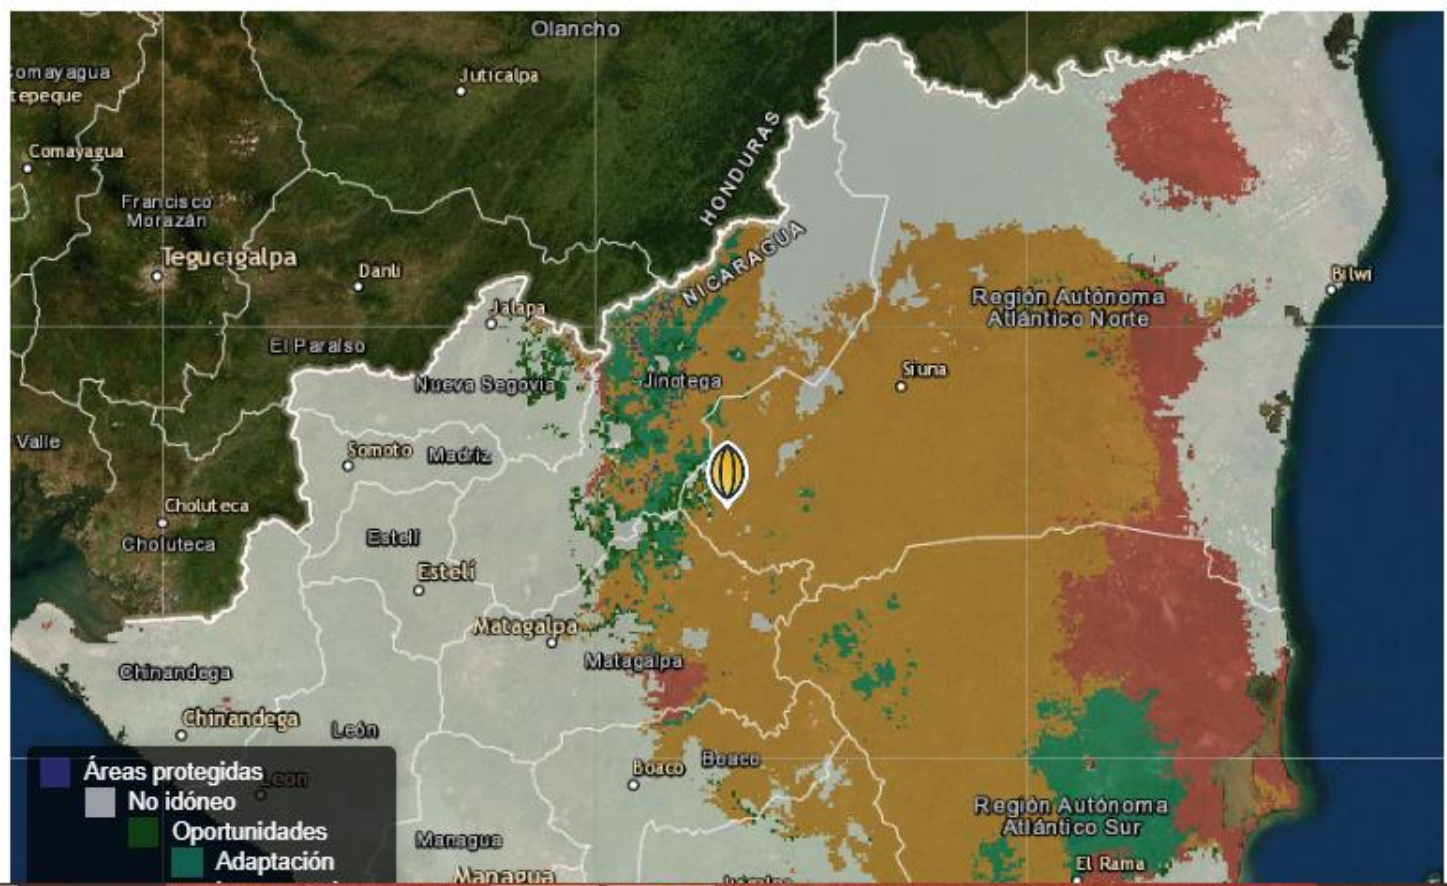 Olancho
Comayagua
tepeque
Juticalpa
Comayagua
HONDURAS
Francisco
Morazán
NICARAGUA
Tegucigalpa
Danlí
Bilwi
Región Autónoma
Atlántico Norte
Jalapa
El Paraíso
Siuna
Nueva Segovia
Jinotega
Valle
Somoto
Madriz
Choluteca
Choluteca
Estelí
Estelí
Matagalpa
Matagalpa
Chinandega
Chinandega
León
Boaco
Boaco
Áreas protegidas
León
No idóneo
Región Autónoma
Atlántico Sur
Oportunidades
Managua
Adaptación
El Rama
Managua